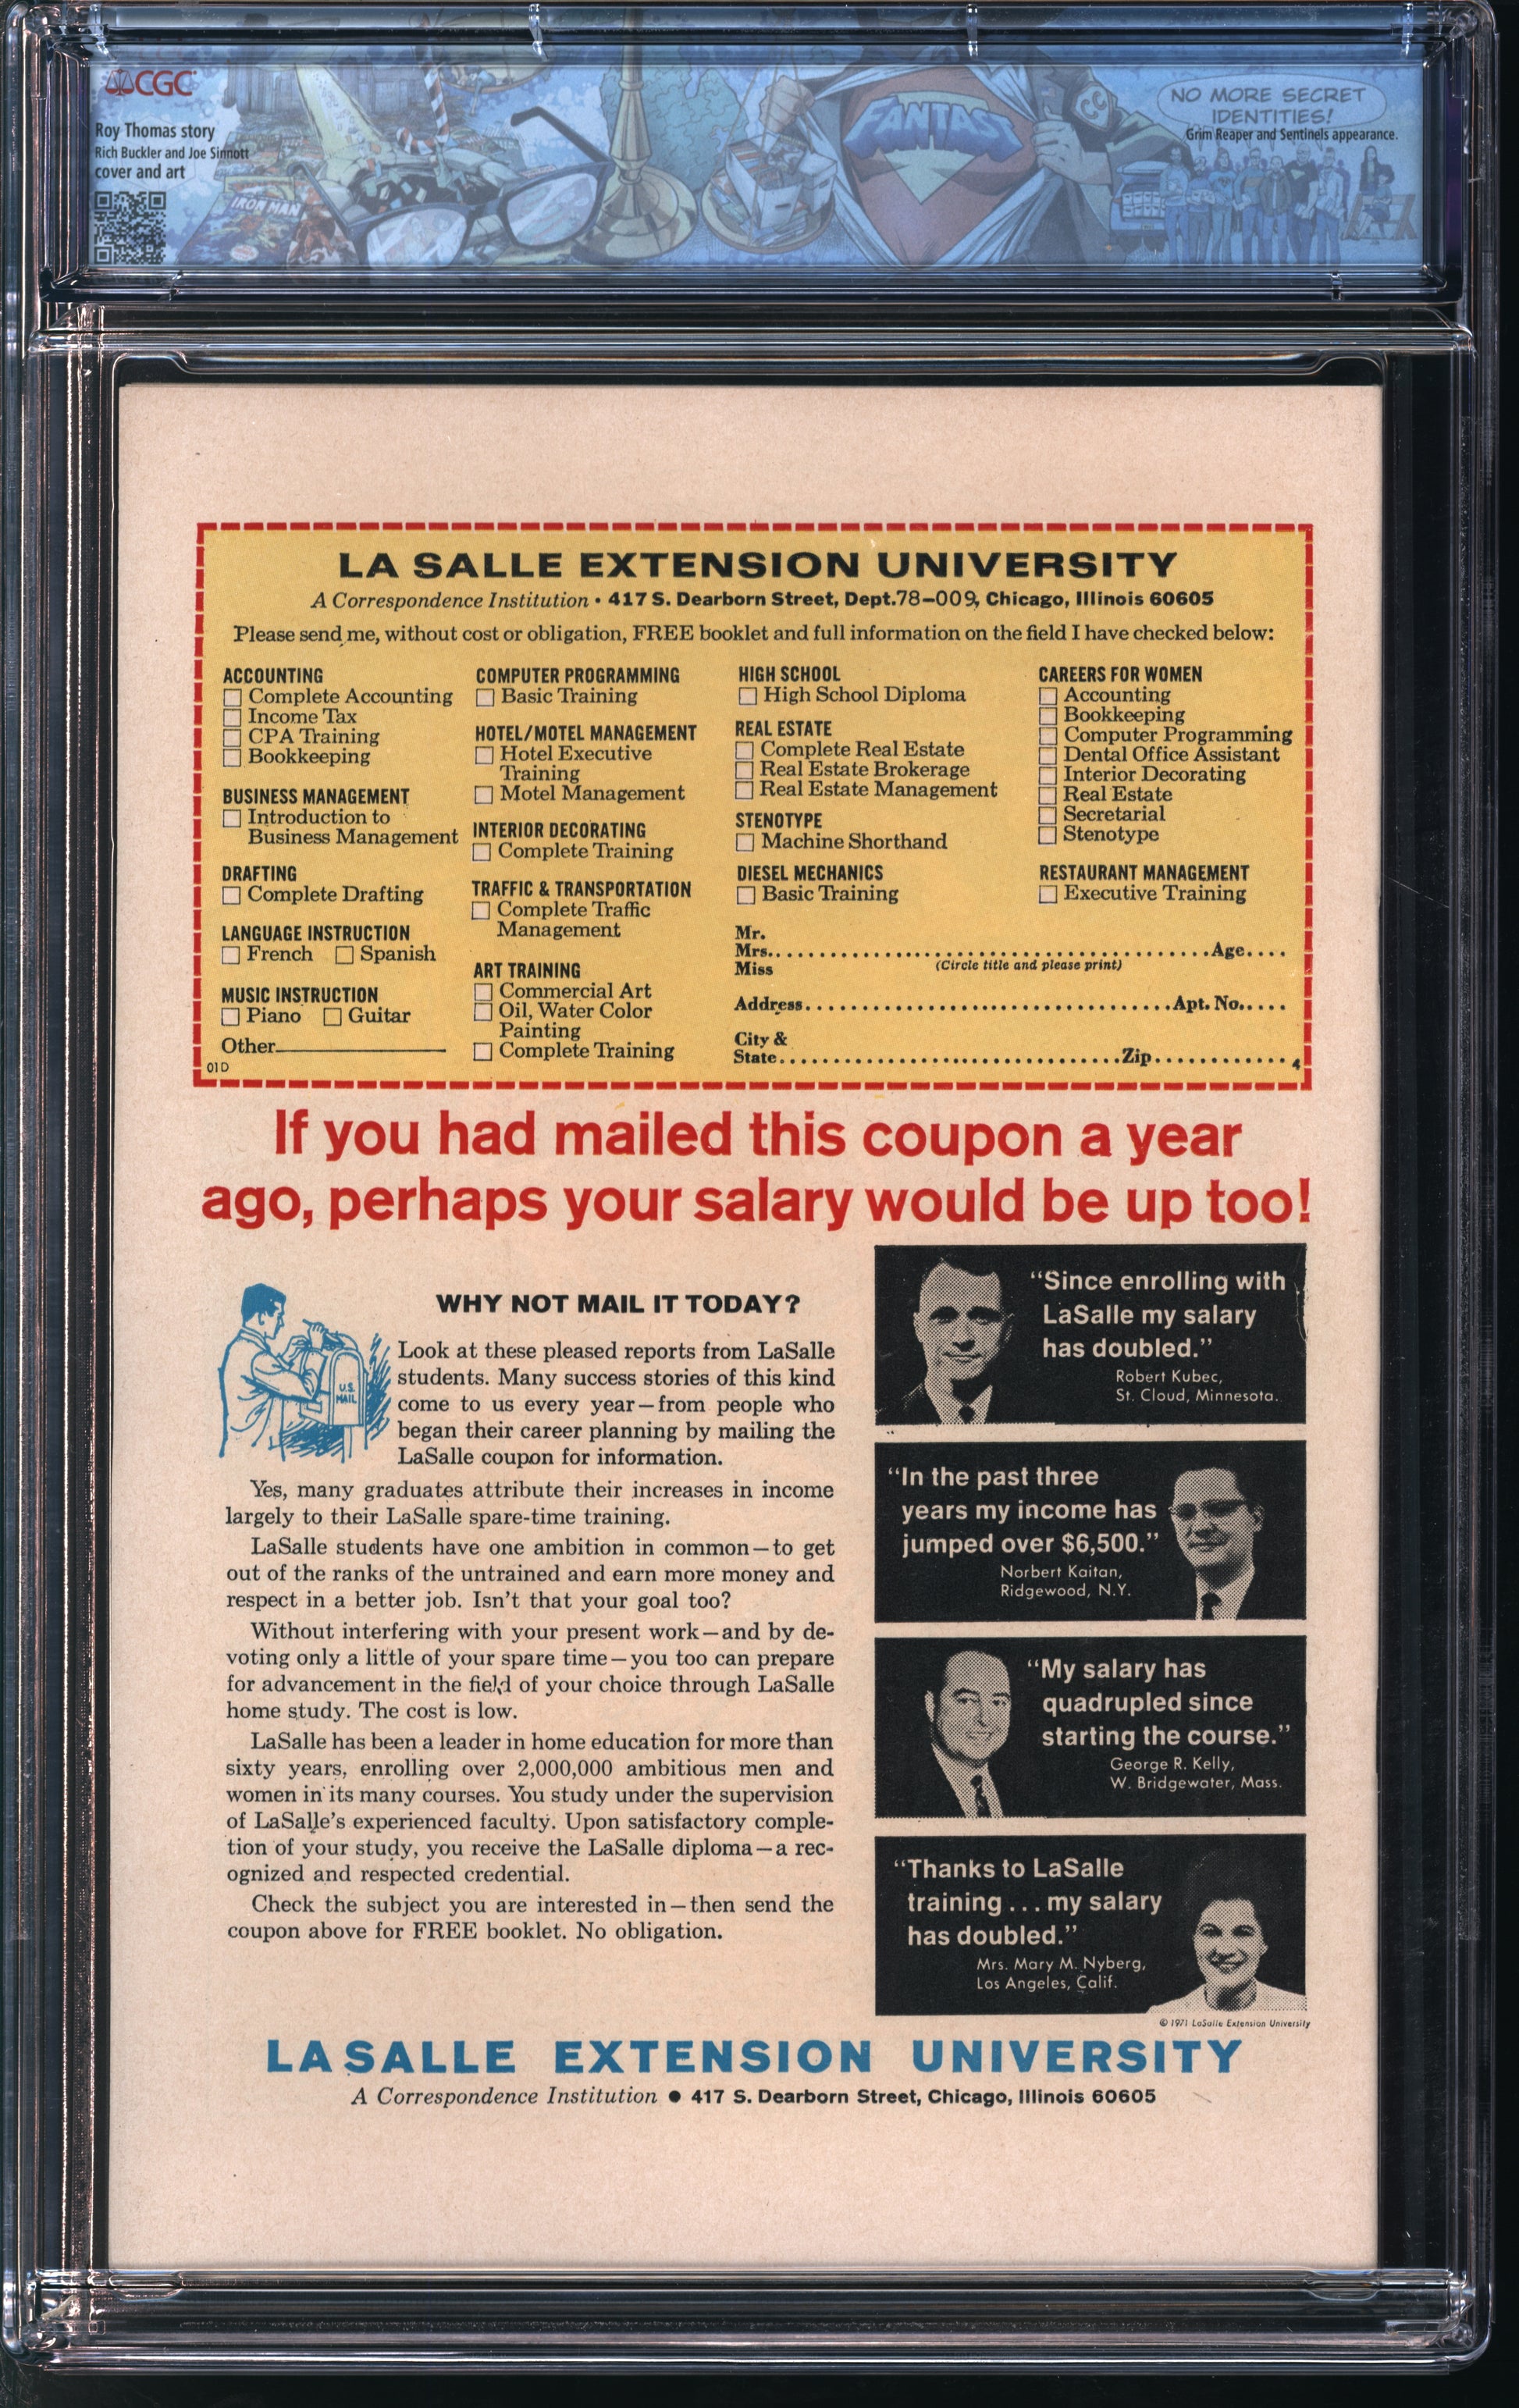 CGC
Roy Thomas story
Rich Buckler and Joe Sinnott
cover and art
IRON MAN
FANTAST
CC
NO MORE SECRET
IDENTITIES!
Grim Reaper and Sentinels appearance.
LA SALLE EXTENSION UNIVERSITY
A Correspondence Institution • 417 S. Dearborn Street, Dept.78-009, Chicago, Illinois 60605
Please send me, without cost or obligation, FREE booklet and full information on the field I have checked below:
ACCOUNTING
Complete Accounting
Income Tax
CPA Training
Bookkeeping
BUSINESS MANAGEMENT
Introduction to
Business Management
DRAFTING
Complete Drafting
LANGUAGE INSTRUCTION
French Spanish
MUSIC INSTRUCTION
Piano Guitar
Other
01D
COMPUTER PROGRAMMING
Basic Training
HOTEL/MOTEL MANAGEMENT
Hotel Executive
Training
Motel Management
INTERIOR DECORATING
Complete Training
TRAFFIC & TRANSPORTATION
Complete Traffic
Management
ART TRAINING
Commercial Art
Oil, Water Color
Painting
Complete Training
HIGH SCHOOL
High School Diploma
REAL ESTATE
Complete Real Estate
Real Estate Brokerage
Real Estate Management
STENOTYPE
Machine Shorthand
DIESEL MECHANICS
Basic Training
CAREERS FOR WOMEN
Accounting
Bookkeeping
Computer Programming
Dental Office Assistant
Interior Decorating
Real Estate
Secretarial
Stenotype
RESTAURANT MANAGEMENT
Executive Training
Mr.
Mrs. Age
Miss (Circle title and please print)
Address Apt. No.
City &
State Zip 4
If you had mailed this coupon a year
ago, perhaps your salary would be up too!
WHY NOT MAIL IT TODAY?
U.S.
MAIL
Look at these pleased reports from LaSalle
students. Many success stories of this kind
come to us every year—from people who
began their career planning by mailing the
LaSalle coupon for information.
Yes, many graduates attribute their increases in income
largely to their LaSalle spare-time training.
LaSalle students have one ambition in common—to get
out of the ranks of the untrained and earn more money and
respect in a better job. Isn't that your goal too?
Without interfering with your present work—and by de-
voting only a little of your spare time—you too can prepare
for advancement in the field of your choice through LaSalle
home study. The cost is low.
LaSalle has been a leader in home education for more than
sixty years, enrolling over 2,000,000 ambitious men and
women in its many courses. You study under the supervision
of LaSalle's experienced faculty. Upon satisfactory comple-
tion of your study, you receive the LaSalle diploma—a rec-
ognized and respected credential.
Check the subject you are interested in—then send the
coupon above for FREE booklet. No obligation.
"Since enrolling with
LaSalle my salary
has doubled."
Robert Kubec,
St. Cloud, Minnesota.
"In the past three
years my income has
jumped over $6,500."
Norbert Kaitan,
Ridgewood, N.Y.
"My salary has
quadrupled since
starting the course."
George R. Kelly,
W. Bridgewater, Mass.
"Thanks to LaSalle
training ... my salary
has doubled."
Mrs. Mary M. Nyberg,
Los Angeles, Calif.
© 1971 LaSalle Extension University
LASALLE EXTENSION UNIVERSITY
A Correspondence Institution • 417 S. Dearborn Street, Chicago, Illinois 60605